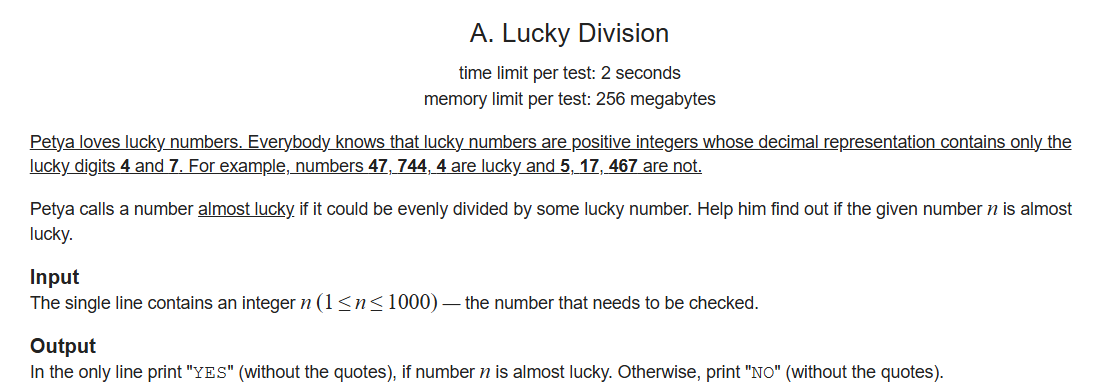 A. Lucky Division
time limit per test: 2 seconds
memory limit per test: 256 megabytes
Petya loves lucky numbers. Everybody knows that lucky numbers are positive integers whose decimal representation contains only the
lucky digits 4 and 7. For example, numbers 47, 744, 4 are lucky and 5, 17, 467 are not.
Petya calls a number almost lucky if it could be evenly divided by some lucky number. Help him find out if the given number n is almost
lucky.
Input
The single line contains an integer n (1 ≤ n ≤ 1000) — the number that needs to be checked.
Output
In the only line print "YES" (without the quotes), if number n is almost lucky. Otherwise, print "NO" (without the quotes).